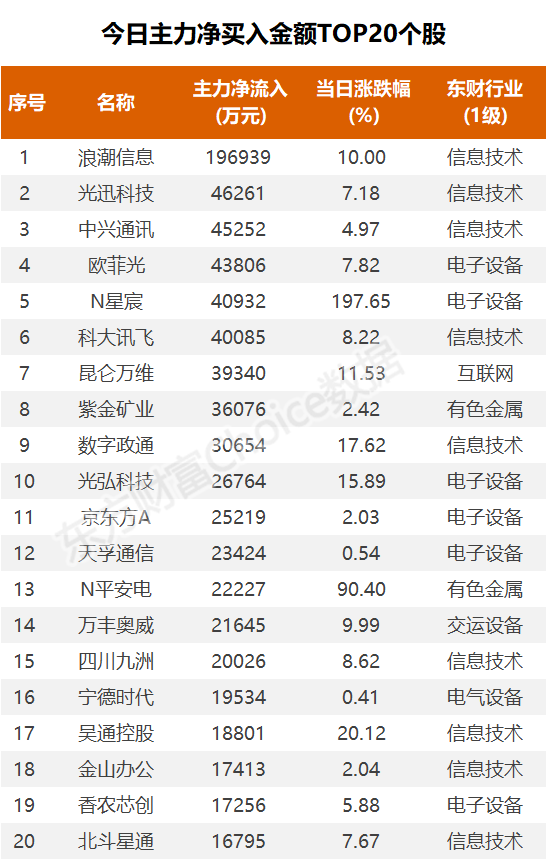 今日主力净买入金额TOP20个股
序号 名称 主力净流入(万元) 当日涨跌幅(%) 东财行业(1级)
1 浪潮信息 196939 10.00 信息技术
2 光迅科技 46261 7.18 信息技术
3 中兴通讯 45252 4.97 信息技术
4 欧菲光 43806 7.82 电子设备
5 N星宸 40932 197.65 电子设备
6 科大讯飞 40085 8.22 信息技术
7 昆仑万维 39340 11.53 互联网
8 紫金矿业 36076 2.42 有色金属
9 数字政通 30654 17.62 信息技术
10 光弘科技 26764 15.89 电子设备
11 京东方A 25219 2.03 电子设备
12 天孚通信 23424 0.54 电子设备
13 N平安电 22227 90.40 有色金属
14 万丰奥威 21645 9.99 交运设备
15 四川九洲 20026 8.62 信息技术
16 宁德时代 19534 0.41 电气设备
17 吴通控股 18801 20.12 信息技术
18 金山办公 17413 2.04 信息技术
19 香农芯创 17256 5.88 电子设备
20 北斗星通 16795 7.67 信息技术
东方财富Choice数据